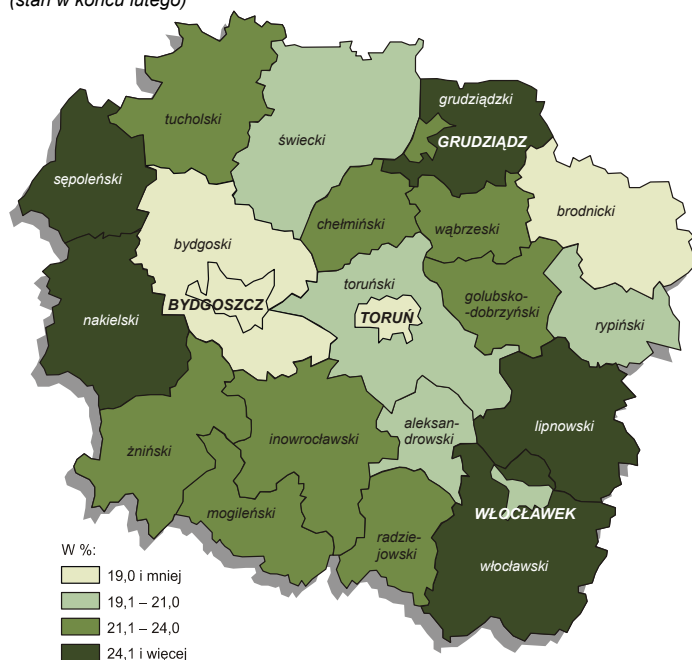 (stan w końcu lutego)
grudziądzki
tucholski
świecki
GRUDZIĄDZ
sępoleński
brodnicki
chełmiński
wąbrzeski
bydgoski
toruński
golubsko-
-dobrzyński
BYDGOSZCZ
TORUŃ
nakielski
rypiński
aleksan-
drowski
lipnowski
inowrocławski
żniński
mogileński
WŁOCŁAWEK
radzie-
jowski
włocławski
W %:
19,0 i mniej
19,1 – 21,0
21,1 – 24,0
24,1 i więcej